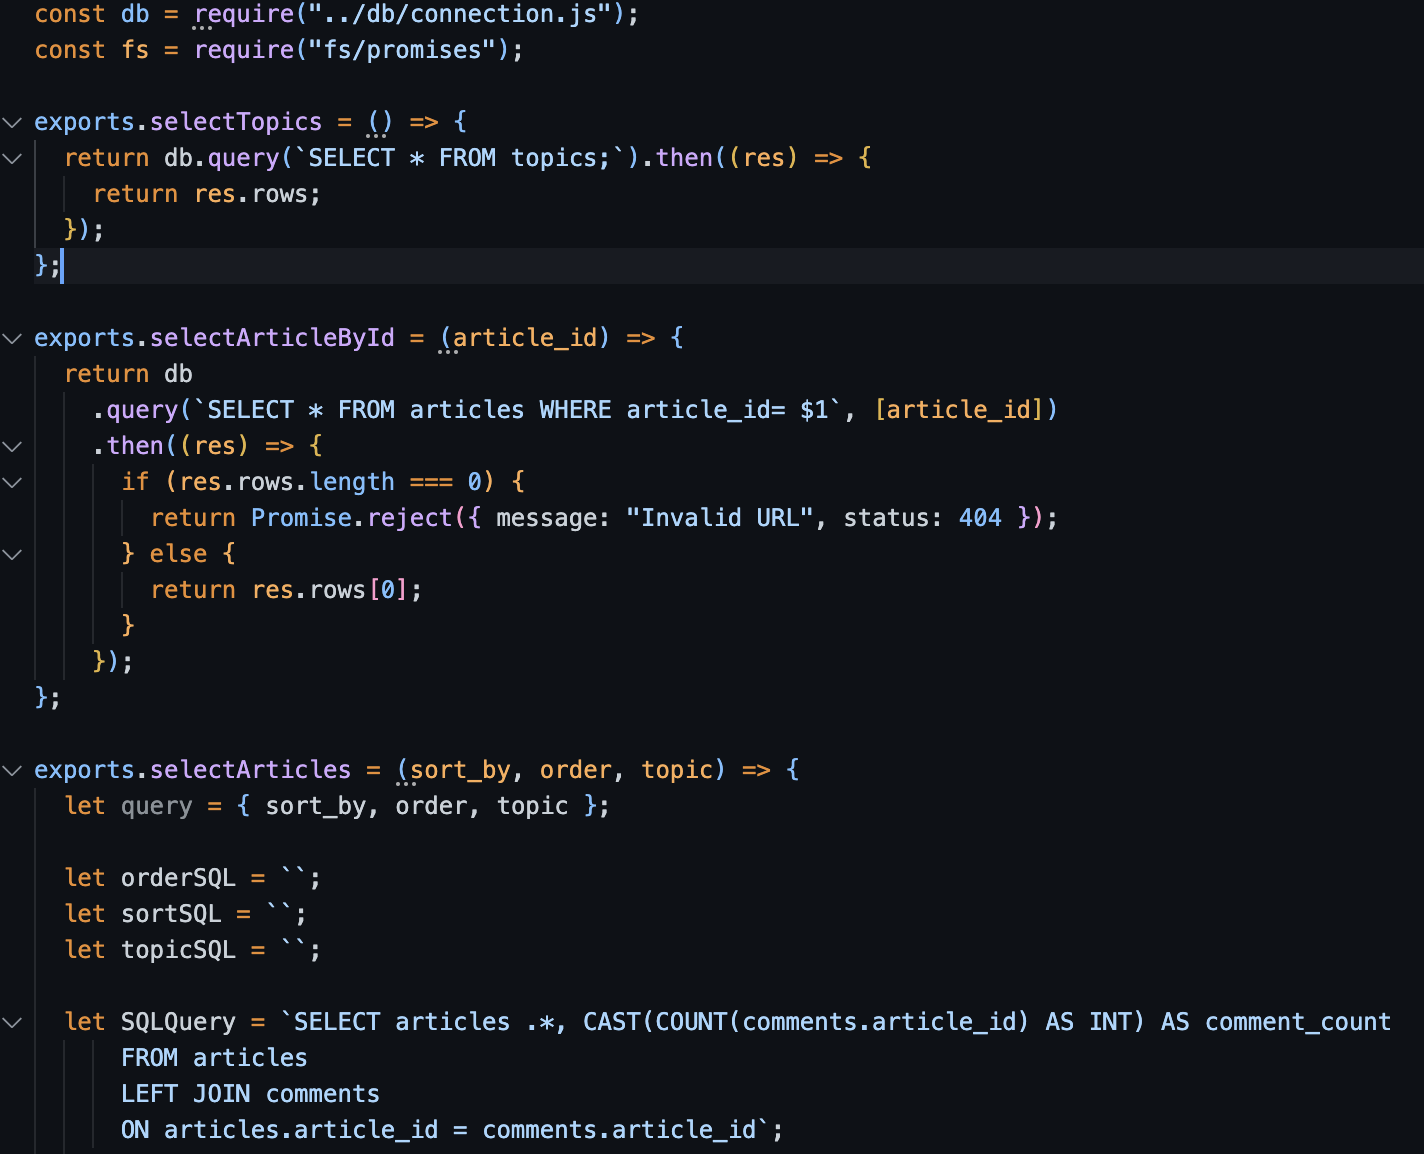 const db = require("../db/connection.js");
const fs = require("fs/promises");
exports.selectTopics = () => {
return db.query(`SELECT * FROM topics;`).then((res) => {
return res.rows;
});
};
exports.selectArticleById = (article_id) => {
return db
.query(`SELECT * FROM articles WHERE article_id= $1`, [article_id])
.then((res) => {
if (res.rows.length === 0) {
return Promise.reject({ message: "Invalid URL", status: 404 });
} else {
return res.rows[0];
}
});
};
exports.selectArticles = (sort_by, order, topic) => {
let query = { sort_by, order, topic };
let orderSQL = ``;
let sortSQL = ``;
let topicSQL = ``;
let SQLQuery = `SELECT articles .*, CAST(COUNT(comments.article_id) AS INT) AS comment_count
FROM articles
LEFT JOIN comments
ON articles.article_id = comments.article_id`;